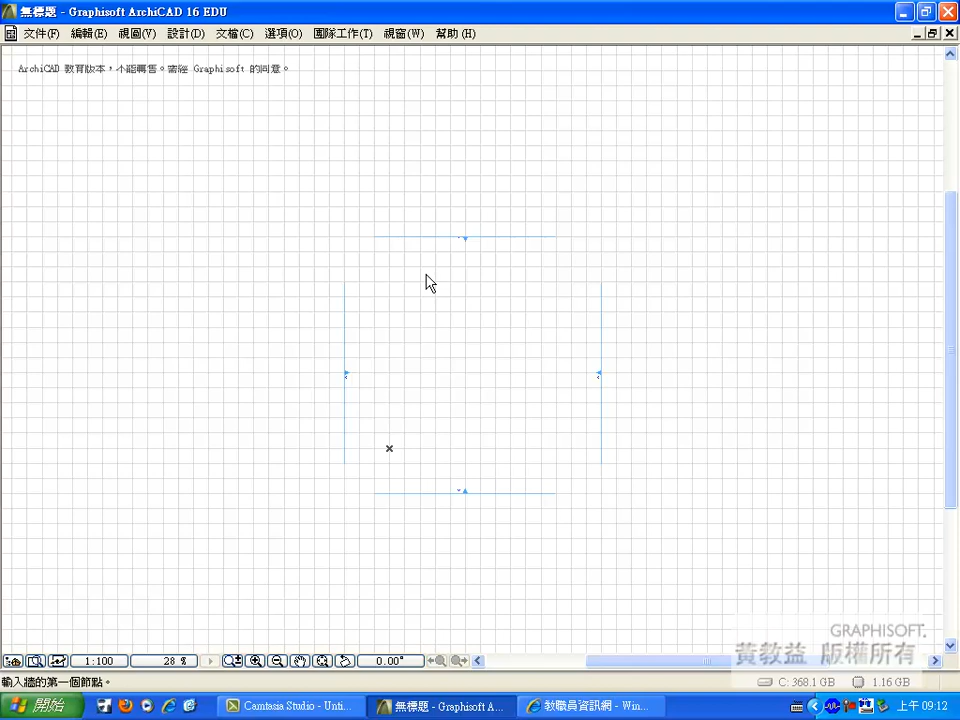 無標題 - Graphisoft ArchiCAD 16 EDU
文件(F) 編輯(E) 視圖(V) 設計(D) 文檔(C) 選項(O) 團隊工作(T) 視窗(W) 幫助(H)
ArchiCAD 教育版本，不能轉售。需經 Graphisoft 的同意。
1:100 28 % 0.00°
GRAPHISOFT.
黃教益 版權所有
輸入牆的第一個節點。
C: 368.1 GB 1.16 GB
開始 Camtasia Studio - Unti... 無標題 - Graphisoft A... 教職員資訊網 - Win... 上午 09:12